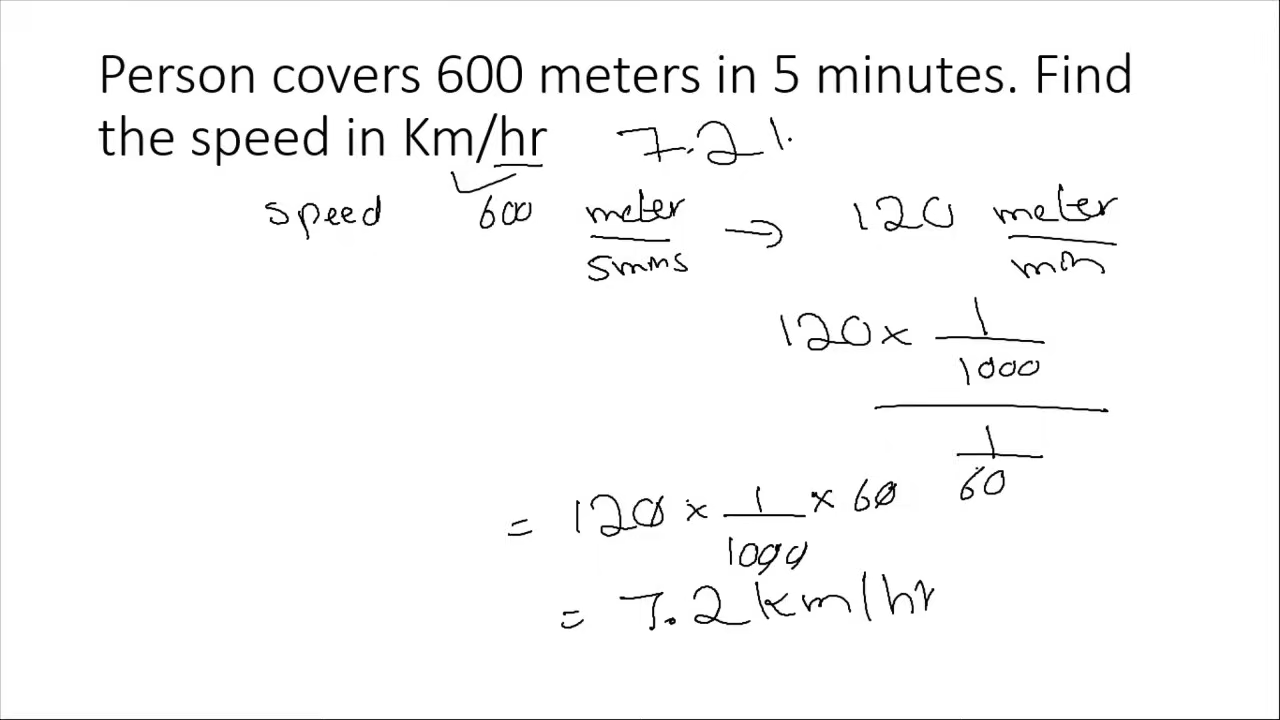 Person covers 600 meters in 5 minutes. Find
the speed in Km/hr 7.2
speed 600 meter/5mins → 120 meter/min
120 × 1/1000
1/60
= 120 × 1/1000 × 60
= 7.2 km/hr